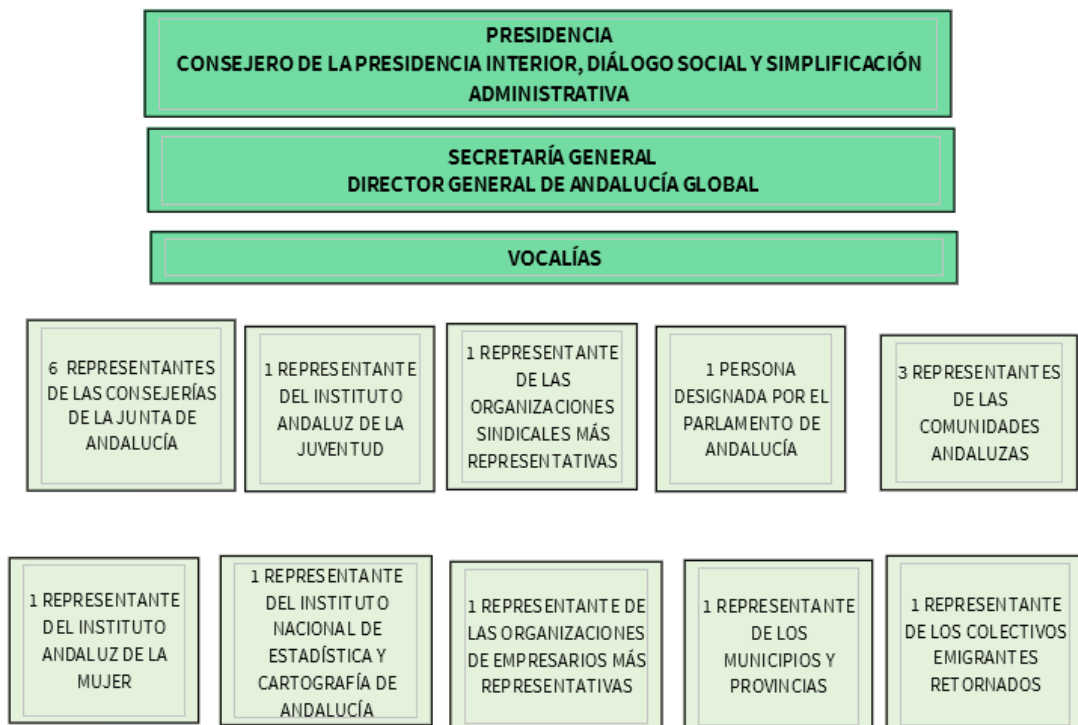 PRESIDENCIA
CONSEJERO DE LA PRESIDENCIA INTERIOR, DIÁLOGO SOCIAL Y SIMPLIFICACIÓN
ADMINISTRATIVA
SECRETARÍA GENERAL
DIRECTOR GENERAL DE ANDALUCÍA GLOBAL
VOCALÍAS
6 REPRESENTANTES
DE LAS CONSEJERÍAS
DE LA JUNTA DE
ANDALUCÍA
1 REPRESENTANTE
DEL INSTITUTO
ANDALUZ DE LA
JUVENTUD
1 REPRESENTANTE
DE LAS
ORGANIZACIONES
SINDICALES MÁS
REPRESENTATIVAS
1 PERSONA
DESIGNADA POR EL
PARLAMENTO DE
ANDALUCÍA
3 REPRESENTANTES
DE LAS
COMUNIDADES
ANDALUZAS
1 REPRESENTANTE
DEL INSTITUTO
ANDALUZ DE LA
MUJER
1 REPRESENTANTE
DEL INSTITUTO
NACIONAL DE
ESTADÍSTICA Y
CARTOGRAFÍA DE
ANDALUCÍA
1 REPRESENTANTE DE
LAS ORGANIZACIONES
DE EMPRESARIOS MÁS
REPRESENTATIVAS
1 REPRESENTANTE
DE LOS
MUNICIPIOS Y
PROVINCIAS
1 REPRESENTANTE
DE LOS COLECTIVOS
EMIGRANTES
RETORNADOS